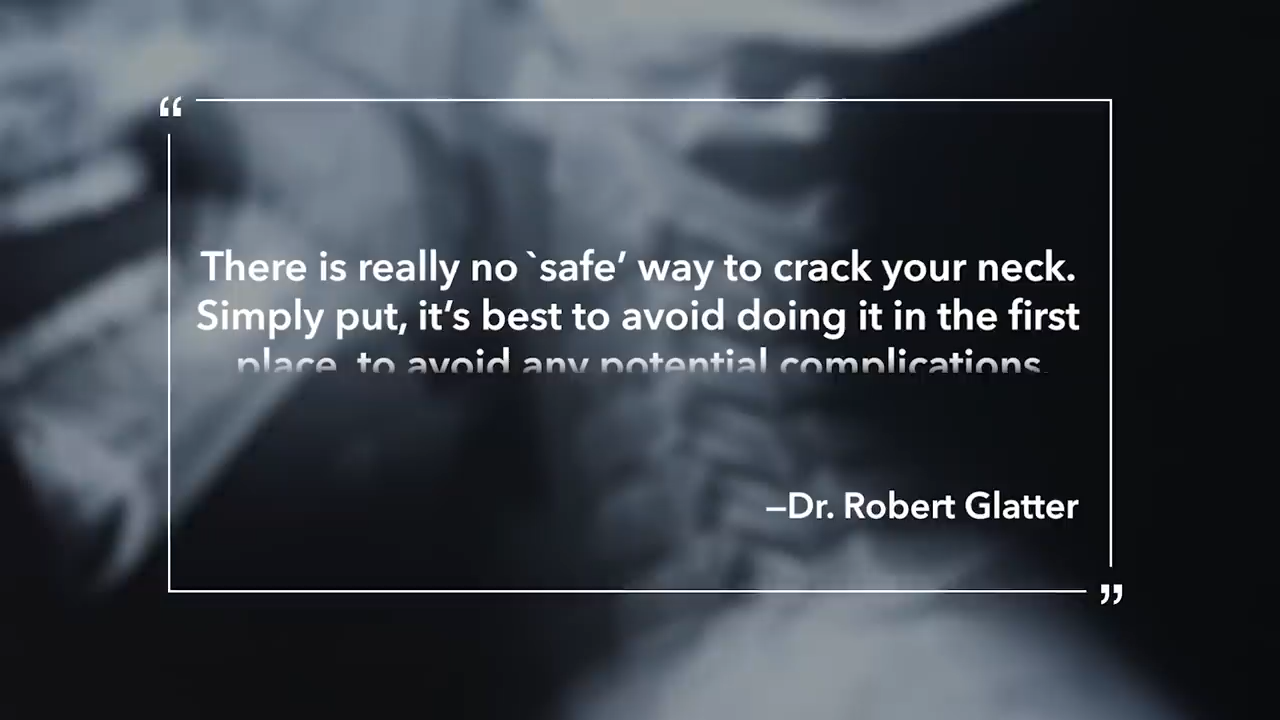 “
There is really no `safe’ way to crack your neck.
Simply put, it’s best to avoid doing it in the first
place, to avoid any potential complications.
—Dr. Robert Glatter
”